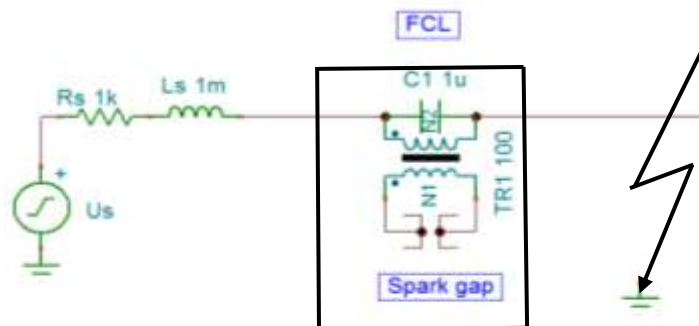 FCL
C1 1u
Ls 1m
Rs 1k
N2
TR1 100
N1
+
Us
Spark gap